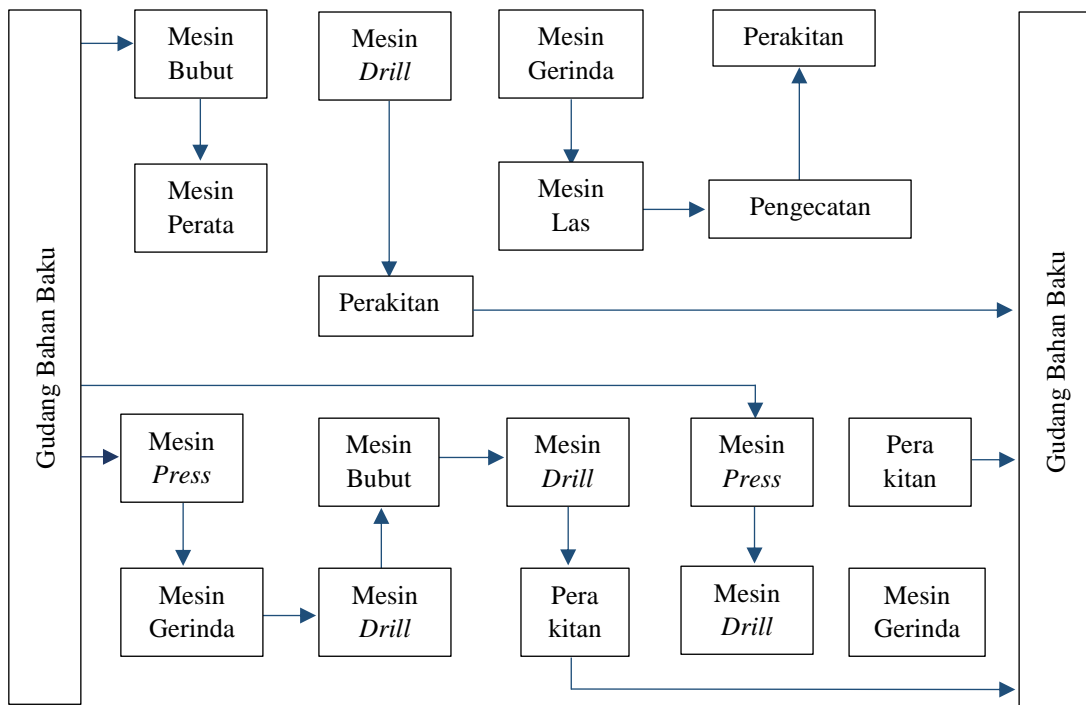 Gudang Bahan Baku
Mesin
Bubut
Mesin
Drill
Mesin
Gerinda
Perakitan
Mesin
Perata
Mesin
Las
Pengecatan
Perakitan
Mesin
Press
Mesin
Bubut
Mesin
Drill
Mesin
Press
Pera
kitan
Mesin
Gerinda
Mesin
Drill
Pera
kitan
Mesin
Drill
Mesin
Gerinda
Gudang Bahan Baku